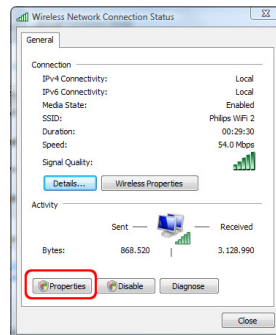 Wireless Network Connection Status
General
Connection
IPv4 Connectivity: Local
IPv6 Connectivity: Local
Media State: Enabled
SSID: Philips WiFi 2
Duration: 00:29:30
Speed: 54.0 Mbps
Signal Quality:
Details... Wireless Properties
Activity
Sent Received
Bytes: 868.520 3.128.990
Properties Disable Diagnose
Close